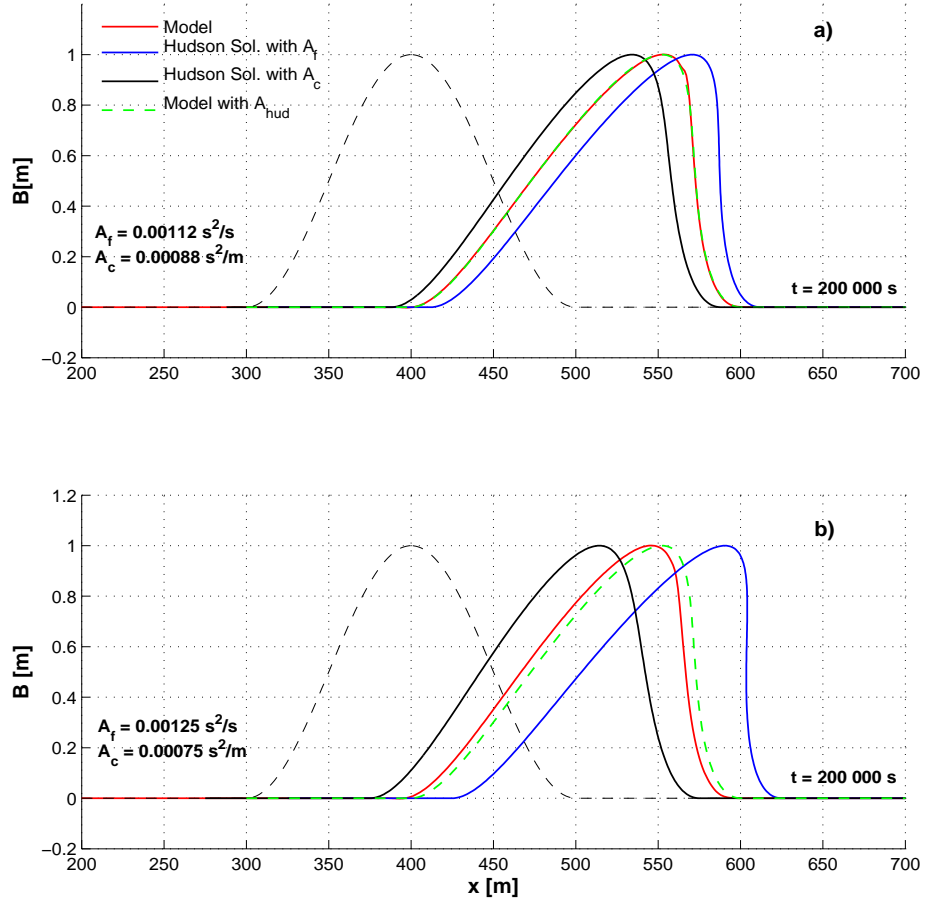 a)
Model
Hudson Sol. with A_f
Hudson Sol. with A_c
Model with A_hud
B[m]
1
0.8
0.6
0.4
0.2
0
−0.2
A_f = 0.00112 s^2/s
A_c = 0.00088 s^2/m
t = 200 000 s
200 250 300 350 400 450 500 550 600 650 700
b)
B [m]
1.2
1
0.8
0.6
0.4
0.2
0
−0.2
A_f = 0.00125 s^2/s
A_c = 0.00075 s^2/m
t = 200 000 s
200 250 300 350 400 450 500 550 600 650 700
x [m]